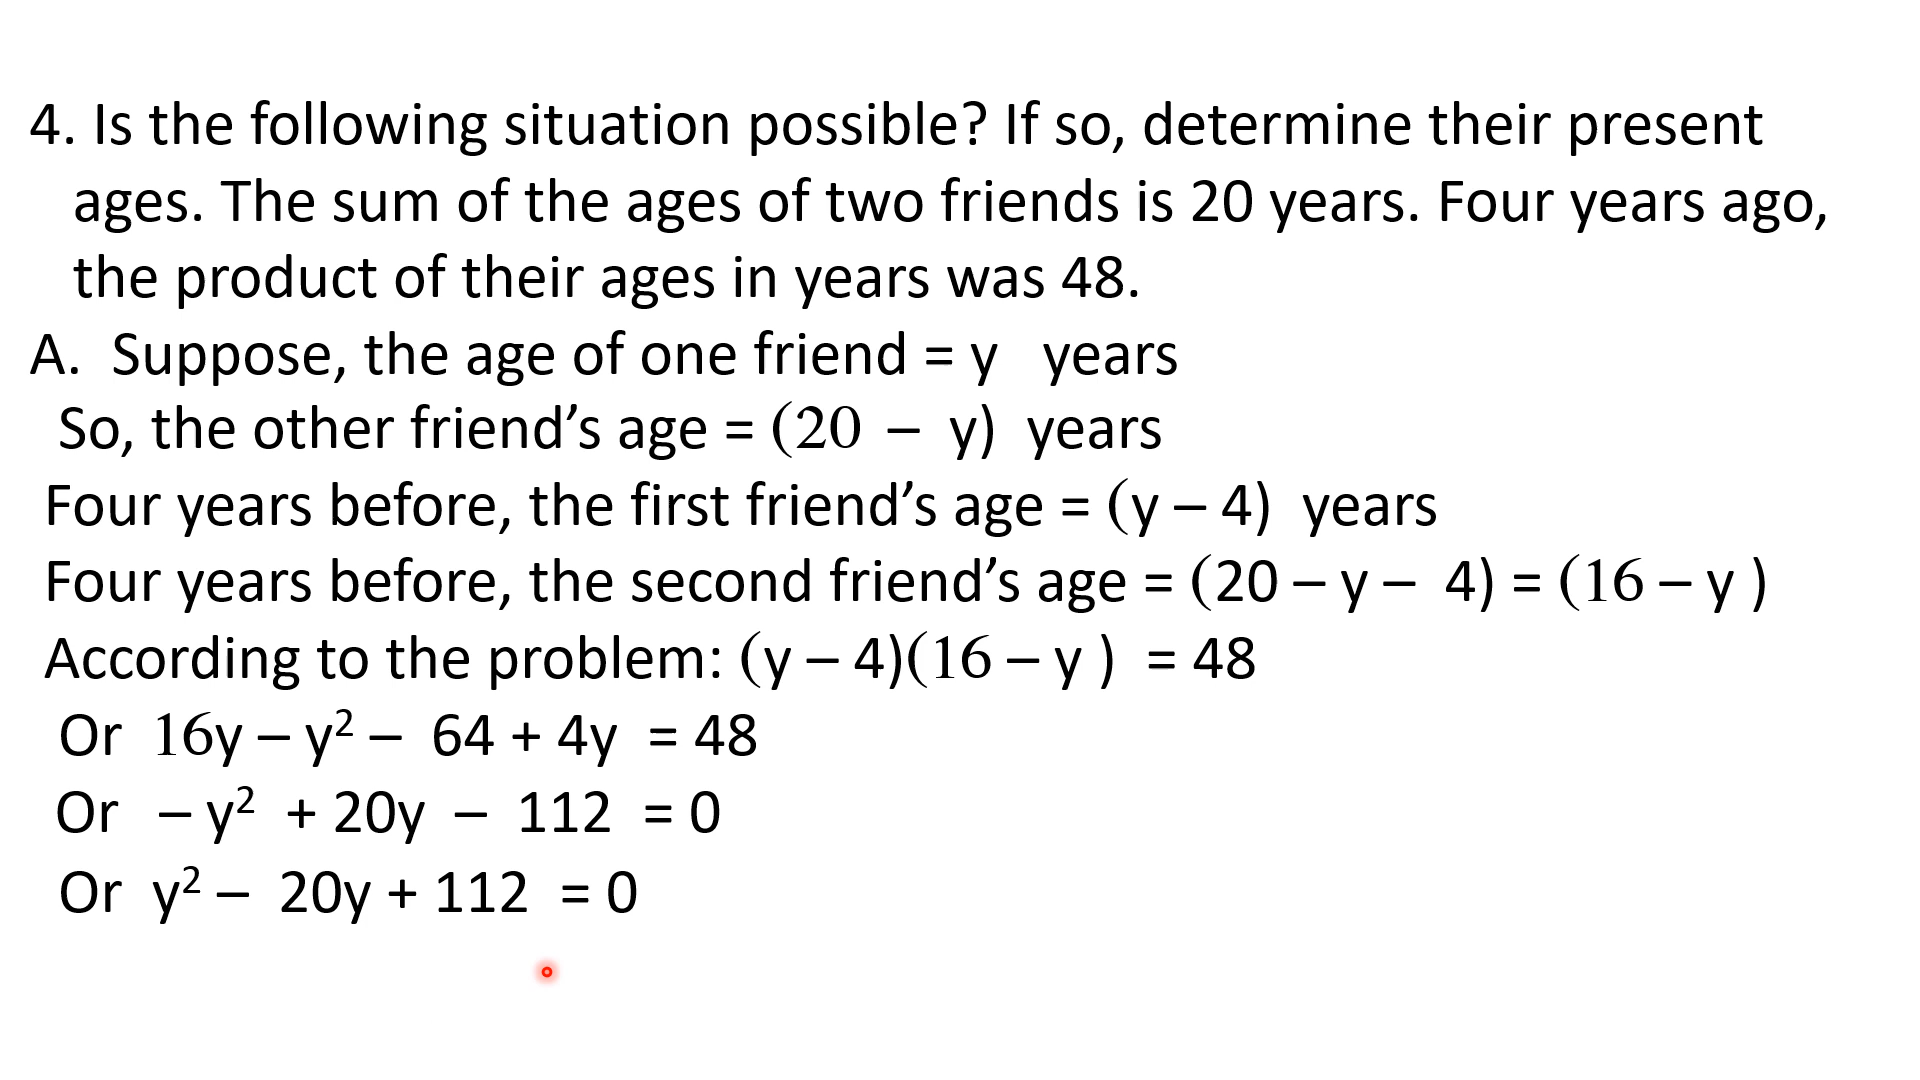 4. Is the following situation possible? If so, determine their present
ages. The sum of the ages of two friends is 20 years. Four years ago,
the product of their ages in years was 48.
A. Suppose, the age of one friend = y years
So, the other friend’s age = (20 – y) years
Four years before, the first friend’s age = (y – 4) years
Four years before, the second friend’s age = (20 – y – 4) = (16 – y )
According to the problem: (y – 4)(16 – y ) = 48
Or 16y – y² – 64 + 4y = 48
Or – y² + 20y – 112 = 0
Or y² – 20y + 112 = 0